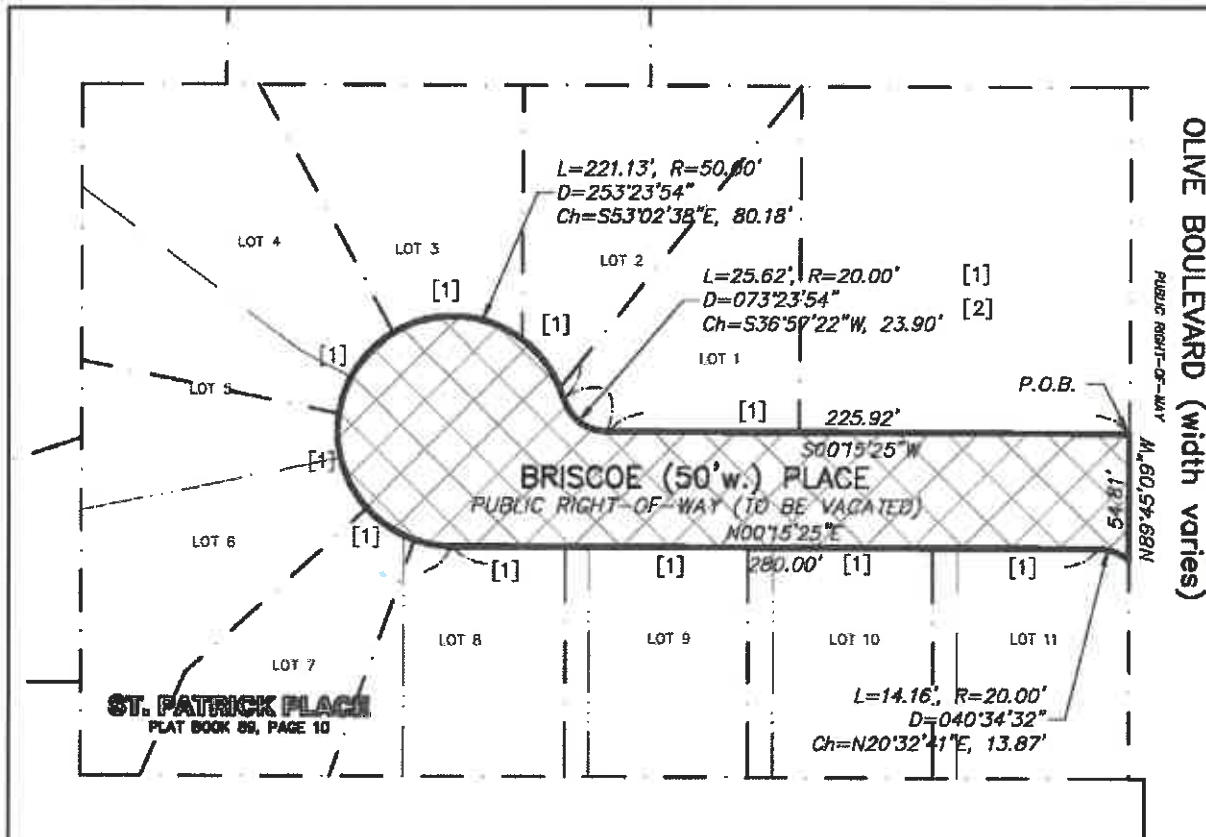 L=221.13', R=50.00'
D=253°23'54"
Ch=S53°02'38"E, 80.18'
LOT 4
LOT 3
[1]
LOT 2
L=25.62', R=20.00'
D=073°23'54"
Ch=S36°57'22"W, 23.90'
[1]
[2]
[1]
[1]
LOT 1
LOT 5
[1]
225.92'
P.O.B.
S00°15'25"W
[1]
BRISCOE (50'w.) PLACE
PUBLIC RIGHT-OF-WAY (TO BE VACATED)
N00°15'25"E
280.00'
54.81'
N89°45'09"W
OLIVE BOULEVARD (width varies)
PUBLIC RIGHT-OF-WAY
LOT 6
[1]
[1]
[1]
[1]
[1]
LOT 7
LOT 8
LOT 9
LOT 10
LOT 11
ST. PATRICK PLACE
PLAT BOOK 89, PAGE 10
L=14.16', R=20.00'
D=040°34'32"
Ch=N20°32'41"E, 13.87'